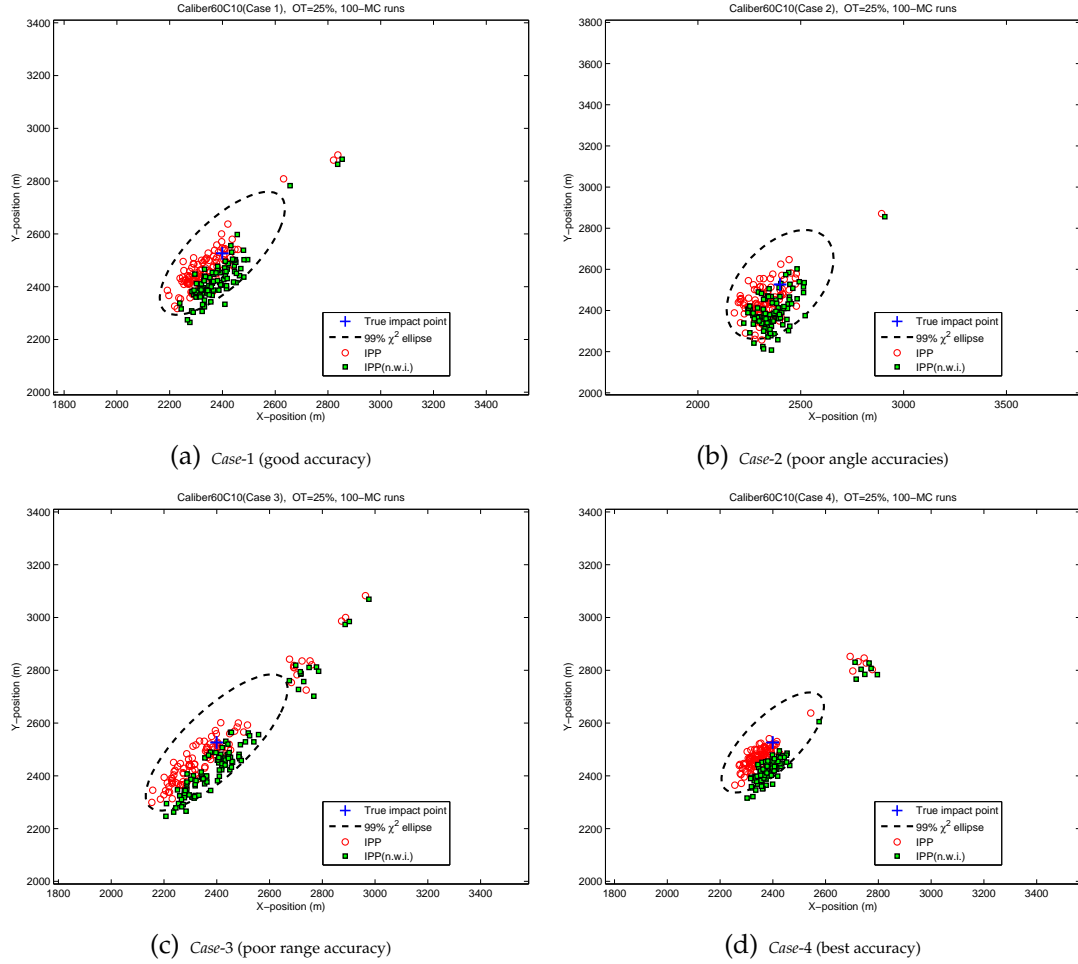 Caliber60C10(Case 1), OT=25%, 100-MC runs
3400
3200
3000
2800
2600
2400
2200
2000
Y-position (m)
1800 2000 2200 2400 2600 2800 3000 3200 3400
X-position (m)
True impact point
99% χ² ellipse
IPP
IPP(n.w.i.)
(a) Case-1 (good accuracy)
Caliber60C10(Case 2), OT=25%, 100-MC runs
3800
3600
3400
3200
3000
2800
2600
2400
2200
2000
Y-position (m)
2000 2500 3000 3500
X-position (m)
True impact point
99% χ² ellipse
IPP
IPP(n.w.i.)
(b) Case-2 (poor angle accuracies)
Caliber60C10(Case 3), OT=25%, 100-MC runs
3400
3200
3000
2800
2600
2400
2200
2000
Y-position (m)
1800 2000 2200 2400 2600 2800 3000 3200 3400
X-position (m)
True impact point
99% χ² ellipse
IPP
IPP(n.w.i.)
(c) Case-3 (poor range accuracy)
Caliber60C10(Case 4), OT=25%, 100-MC runs
3400
3200
3000
2800
2600
2400
2200
2000
Y-position (m)
1800 2000 2200 2400 2600 2800 3000 3200 3400
X-position (m)
True impact point
99% χ² ellipse
IPP
IPP(n.w.i.)
(d) Case-4 (best accuracy)